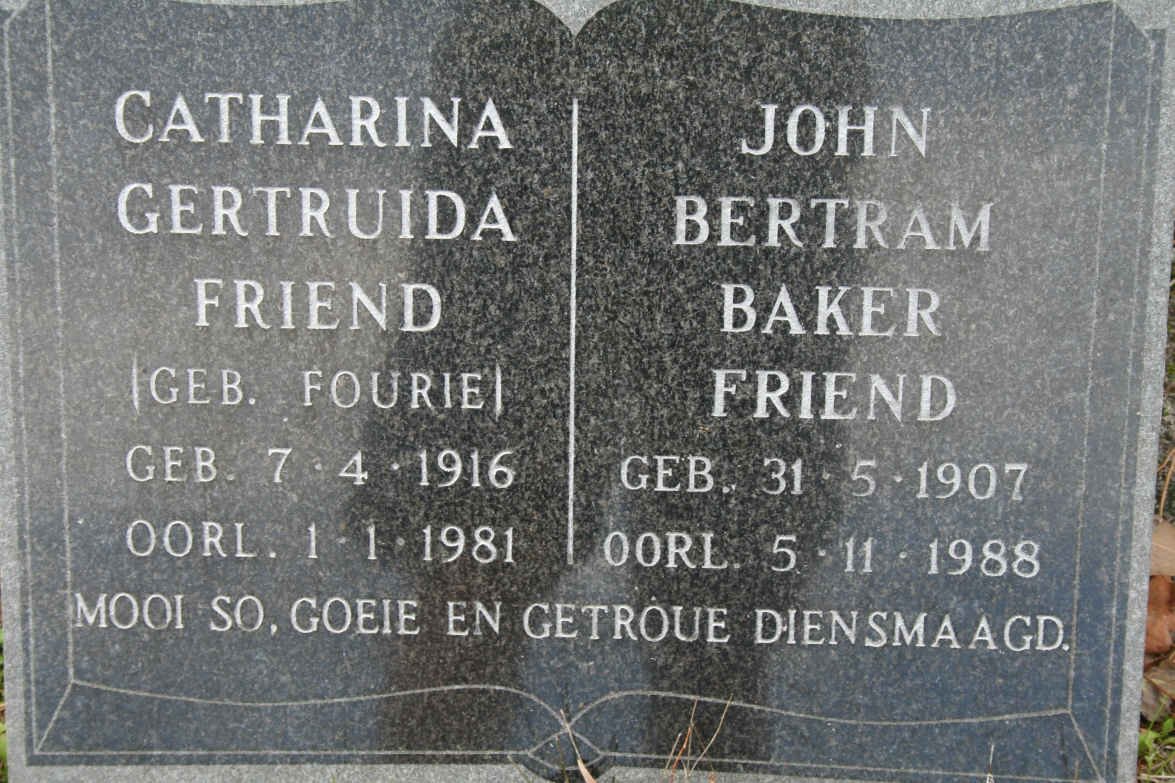 CATHARINA
GERTRUIDA
FRIEND
(GEB. FOURIE)
GEB. 7·4·1916
OORL. 1·1·1981
JOHN
BERTRAM
BAKER
FRIEND
GEB. 31·5·1907
OORL. 5·11·1988
MOOI SO, GOEIE EN GETROUE DIENSMAAGD.